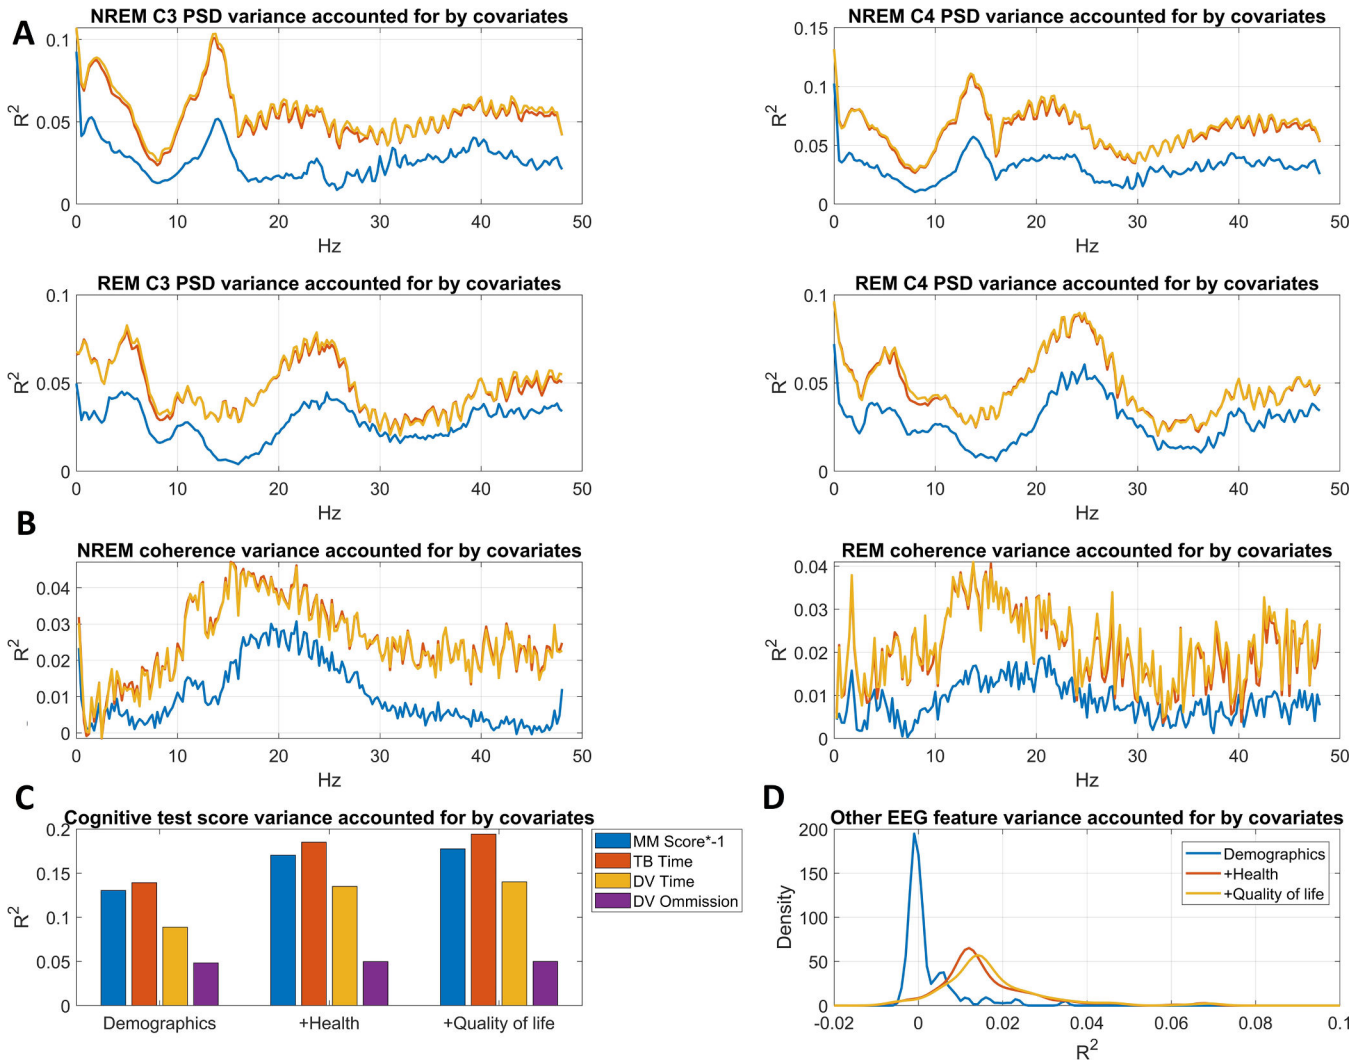 A
NREM C3 PSD variance accounted for by covariates
0.1
0.05
0
R2
0 10 20 30 40 50
Hz
NREM C4 PSD variance accounted for by covariates
0.15
0.1
0.05
0
R2
0 10 20 30 40 50
Hz
REM C3 PSD variance accounted for by covariates
0.1
0.05
0
R2
0 10 20 30 40 50
Hz
REM C4 PSD variance accounted for by covariates
0.1
0.05
0
R2
0 10 20 30 40 50
Hz
B
NREM coherence variance accounted for by covariates
0.04
0.03
0.02
0.01
0
R2
0 10 20 30 40 50
Hz
REM coherence variance accounted for by covariates
0.04
0.03
0.02
0.01
0
R2
0 10 20 30 40 50
Hz
C
Cognitive test score variance accounted for by covariates
0.2
0.15
0.1
0.05
0
R2
Demographics +Health +Quality of life
MM Score*-1
TB Time
DV Time
DV Ommission
D
Other EEG feature variance accounted for by covariates
200
150
100
50
0
Density
-0.02 0 0.02 0.04 0.06 0.08 0.1
R2
Demographics
+Health
+Quality of life